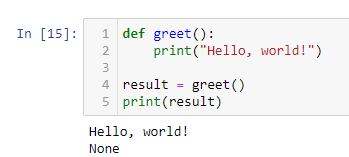 In [15]:
1 def greet():
2     print("Hello, world!")
3
4 result = greet()
5 print(result)
Hello, world!
None